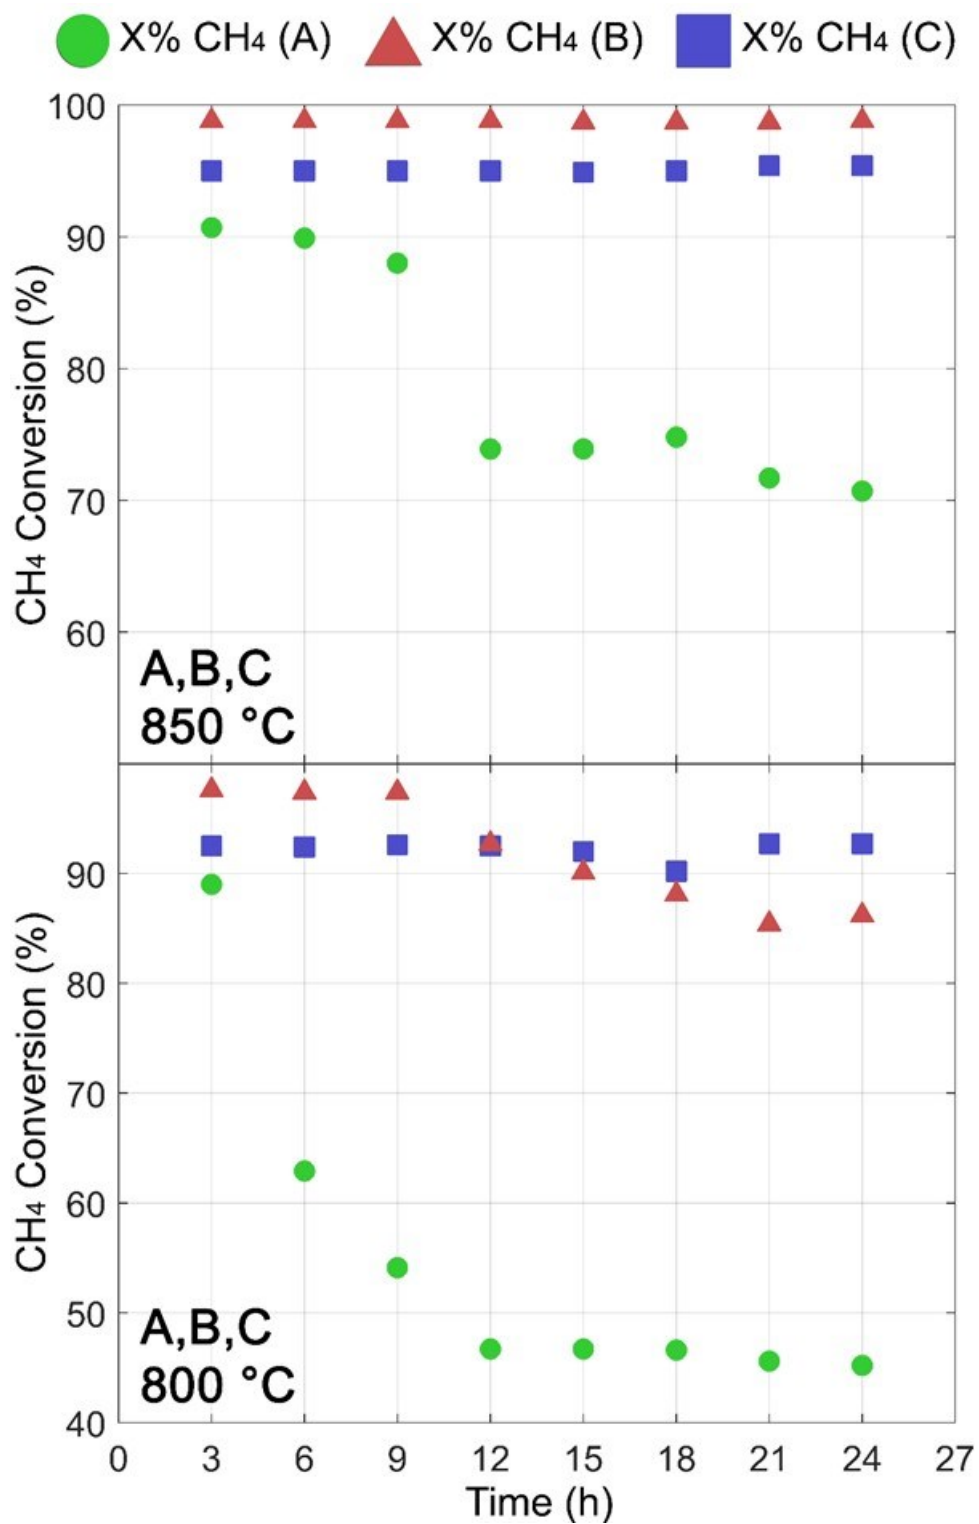 X% CH₄ (A) X% CH₄ (B) X% CH₄ (C)
100
90
80
70
60
CH₄ Conversion (%)
A,B,C
850 °C
90
80
70
60
50
40
CH₄ Conversion (%)
A,B,C
800 °C
0 3 6 9 12 15 18 21 24 27
Time (h)